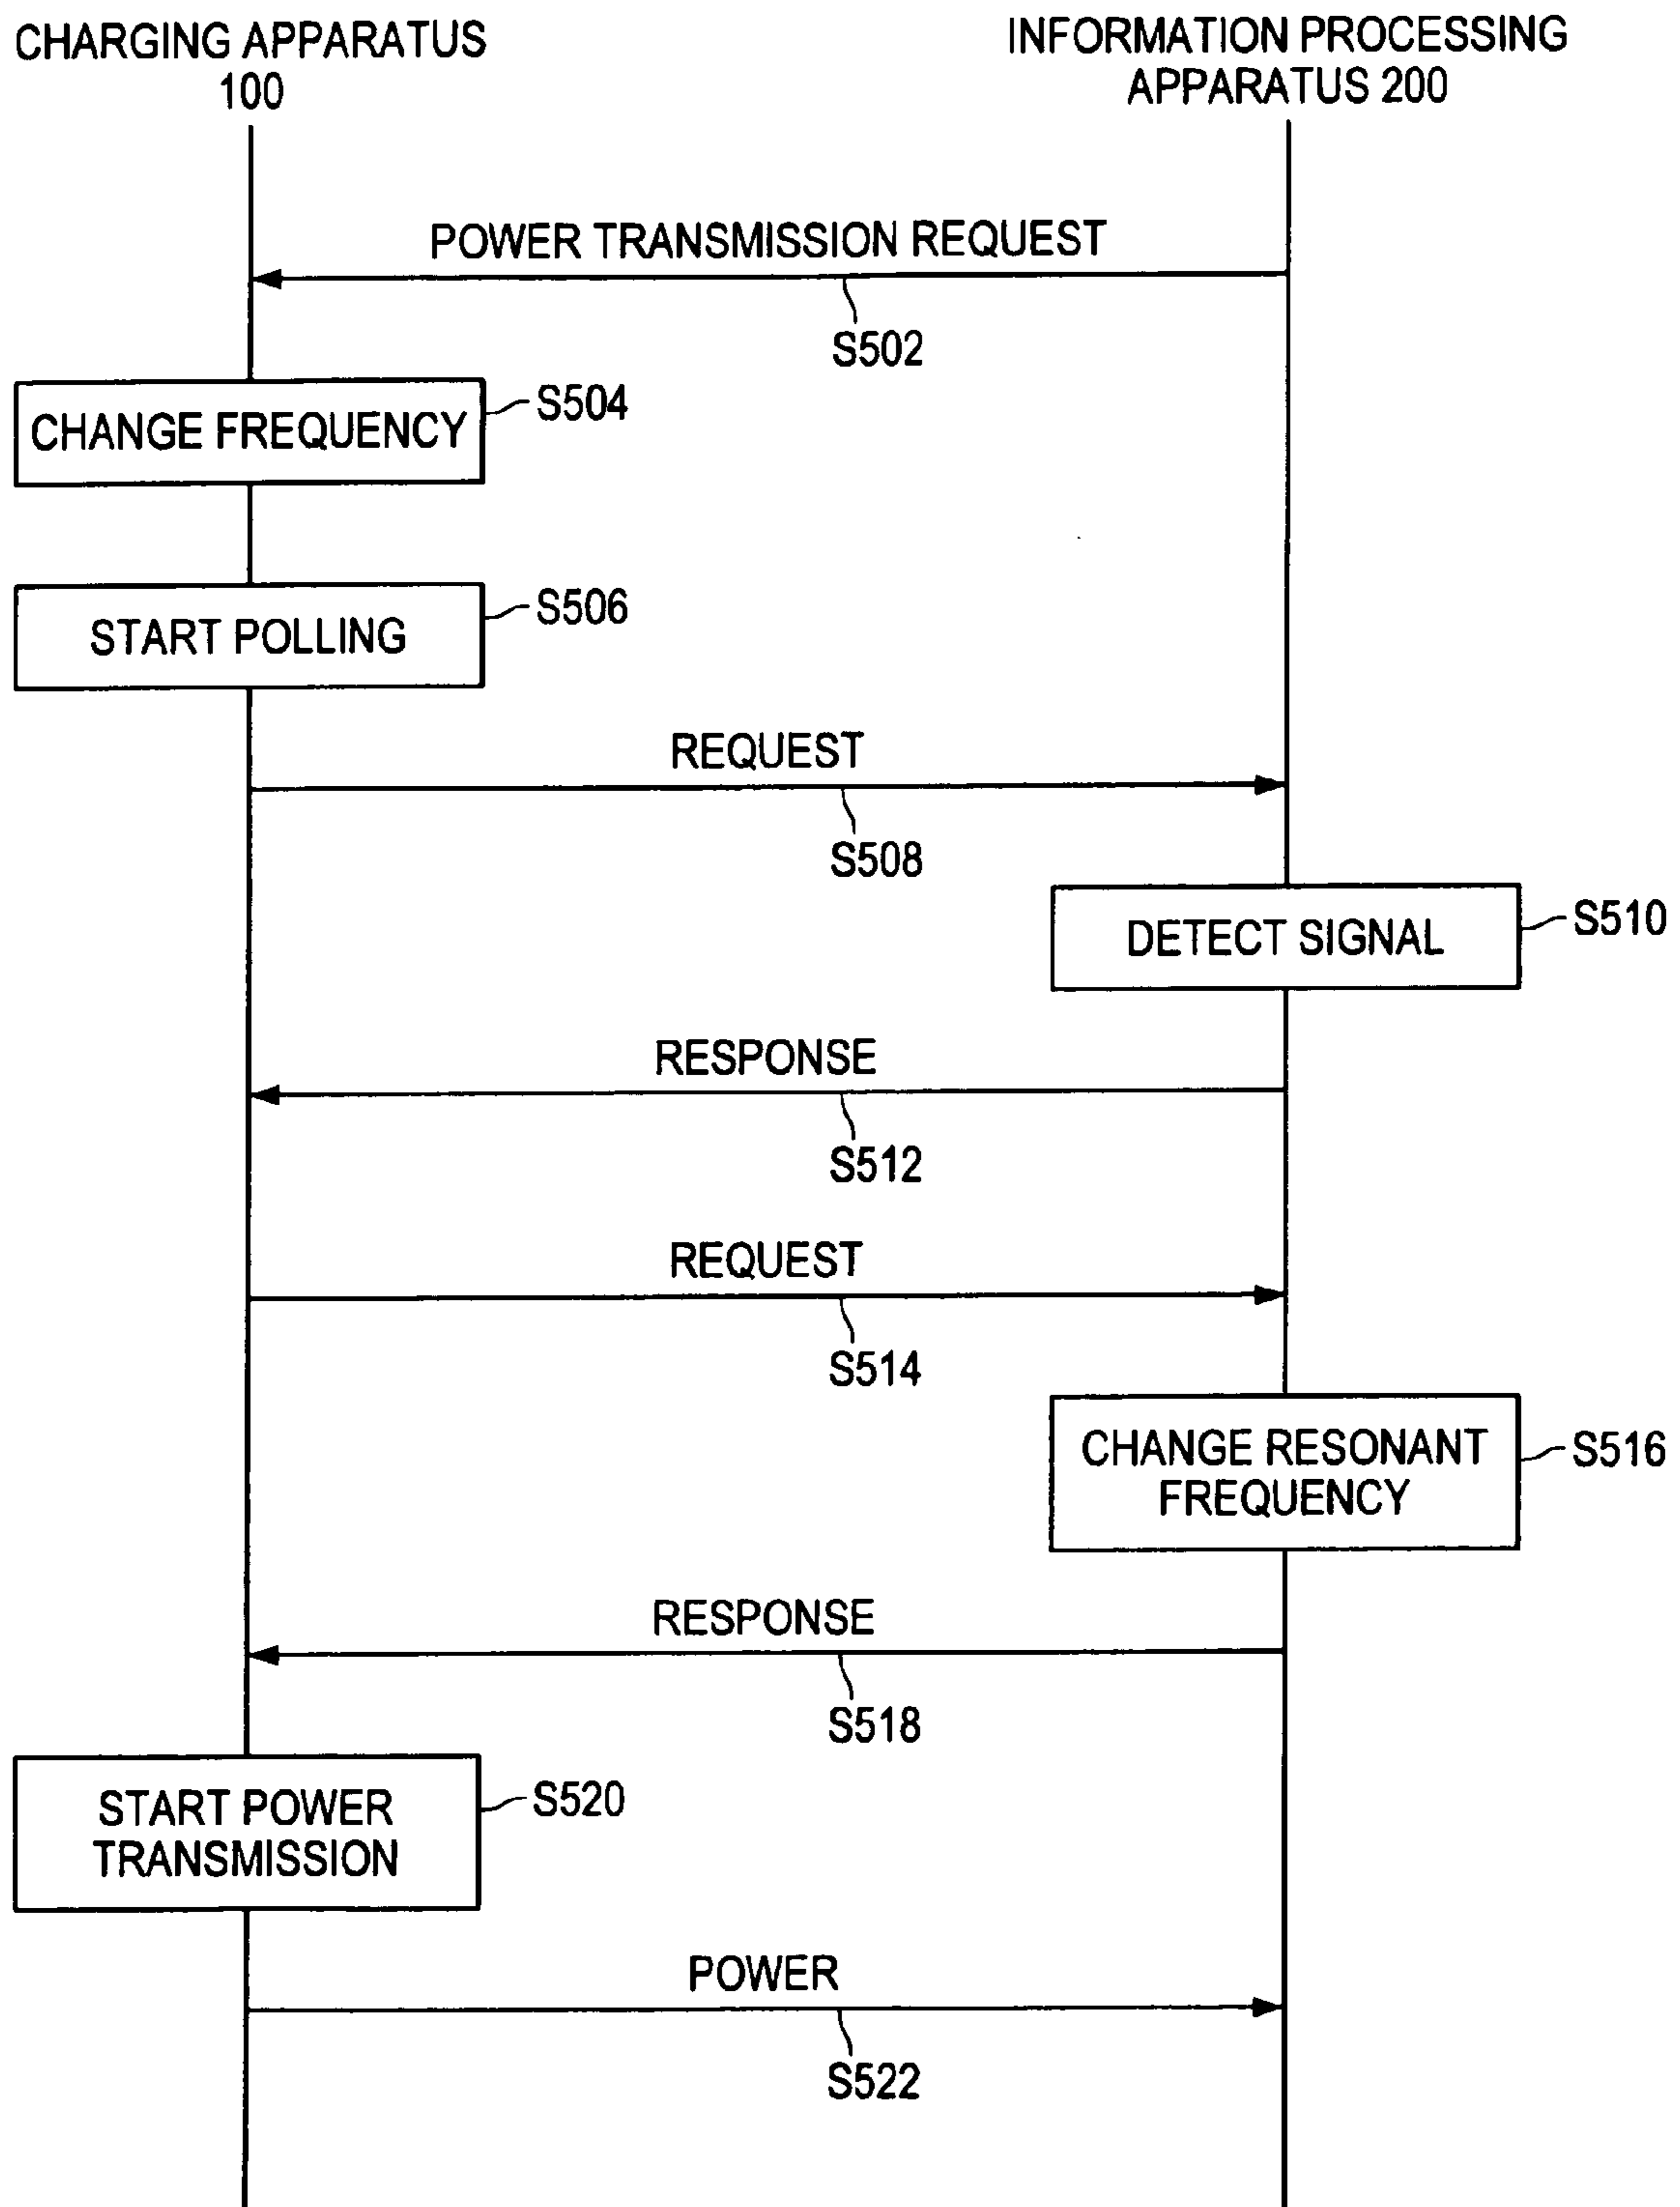 CHARGING APPARATUS
100
INFORMATION PROCESSING
APPARATUS 200
POWER TRANSMISSION REQUEST
S502
CHANGE FREQUENCY
S504
START POLLING
S506
REQUEST
S508
DETECT SIGNAL
S510
RESPONSE
S512
REQUEST
S514
CHANGE RESONANT
FREQUENCY
S516
RESPONSE
S518
START POWER
TRANSMISSION
S520
POWER
S522